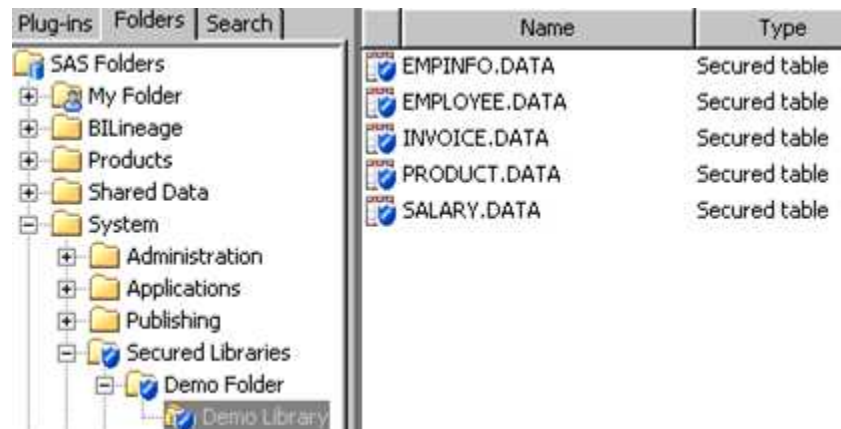 Plug-ins Folders Search
SAS Folders
My Folder
BILineage
Products
Shared Data
System
Administration
Applications
Publishing
Secured Libraries
Demo Folder
Demo Library
Name Type
EMPINFO.DATA Secured table
EMPLOYEE.DATA Secured table
INVOICE.DATA Secured table
PRODUCT.DATA Secured table
SALARY.DATA Secured table